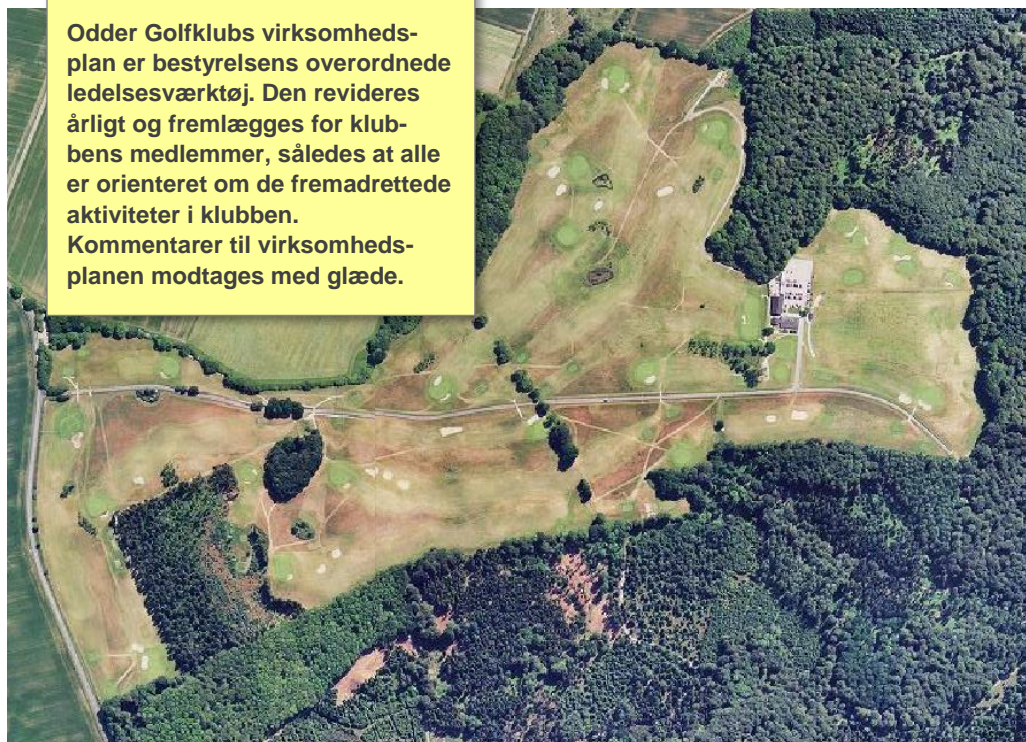 Odder Golfklubs virksomheds-
plan er bestyrelsens overordnede
ledelsesværktøj. Den revideres
årligt og fremlægges for klub-
bens medlemmer, således at alle
er orienteret om de fremadrettede
aktiviteter i klubben.
Kommentarer til virksomheds-
planen modtages med glæde.